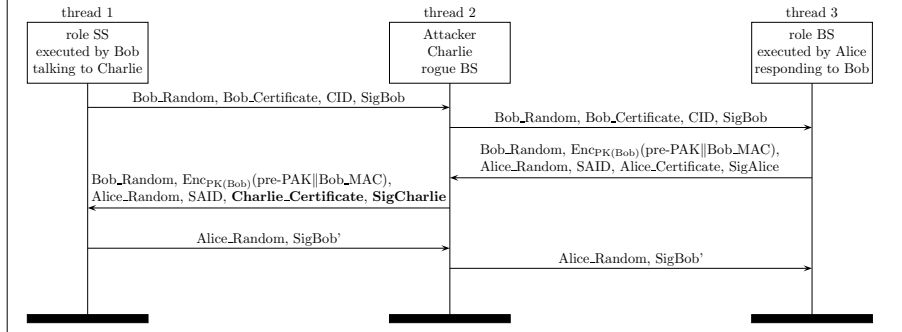 thread 1
thread 2
thread 3
role SS
executed by Bob
talking to Charlie
Attacker
Charlie
rogue BS
role BS
executed by Alice
responding to Bob
Bob_Random, Bob_Certificate, CID, SigBob
Bob_Random, Bob_Certificate, CID, SigBob
Bob_Random, Enc_PK(Bob)(pre-PAK‖Bob_MAC),
Alice_Random, SAID, Alice_Certificate, SigAlice
Bob_Random, Enc_PK(Bob)(pre-PAK‖Bob_MAC),
Alice_Random, SAID, Charlie_Certificate, SigCharlie
Alice_Random, SigBob'
Alice_Random, SigBob'